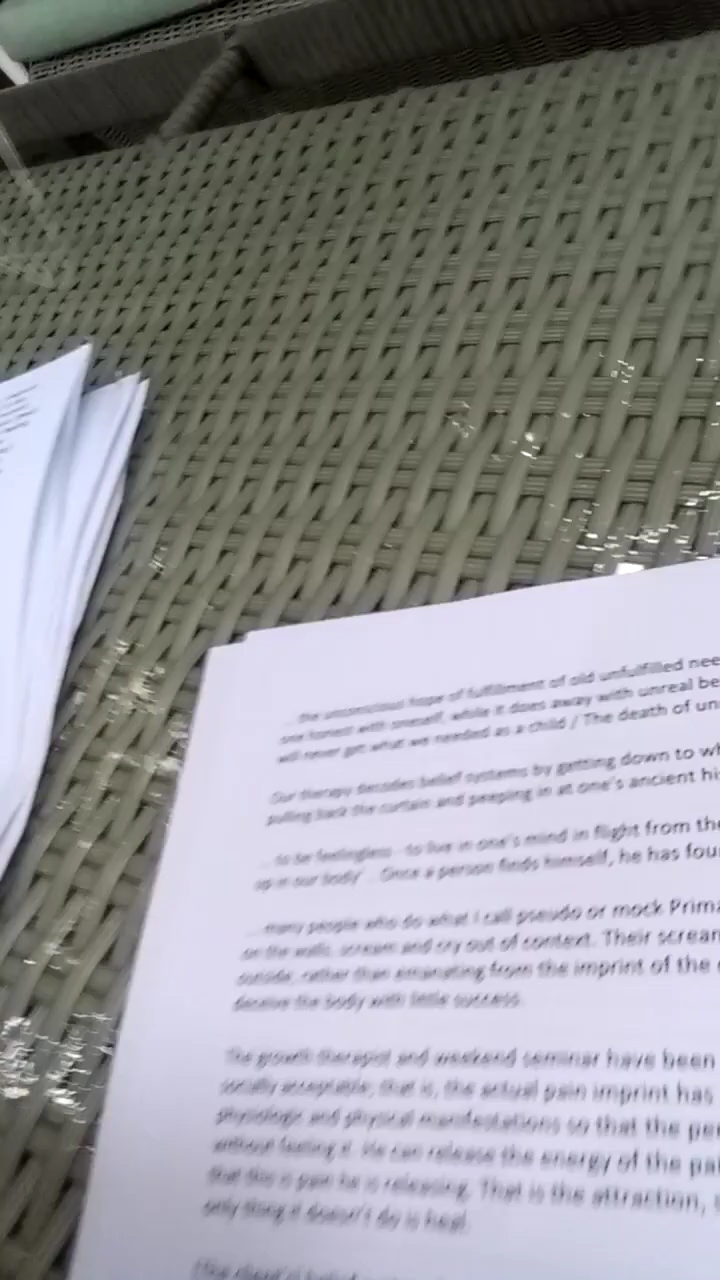 ... the unconscious hope of fulfillment of old unfulfilled nee
one honest with oneself, while it does away with unreal be
will never get what we needed as a child / The death of un
Our therapy decodes belief systems by getting down to wh
pulling back the curtain and peeping in at one's ancient his
... to be feelingless - to live in one's mind in flight from the
up in our body' . Once a person finds himself, he has fou
... many people who do what I call pseudo or mock Prima
on the walls, scream and cry out of context. Their scream
outside, rather than emanating from the imprint of the
deceive the body with little success.
The growth therapist and weekend seminar have been
socially acceptable; that is, the actual pain imprint has
physiologic and physical manifestations so that the pe
without feeling it. He can release the energy of the pai
that this is pain he is releasing. That is the attraction,
only thing it doesn't do is heal.